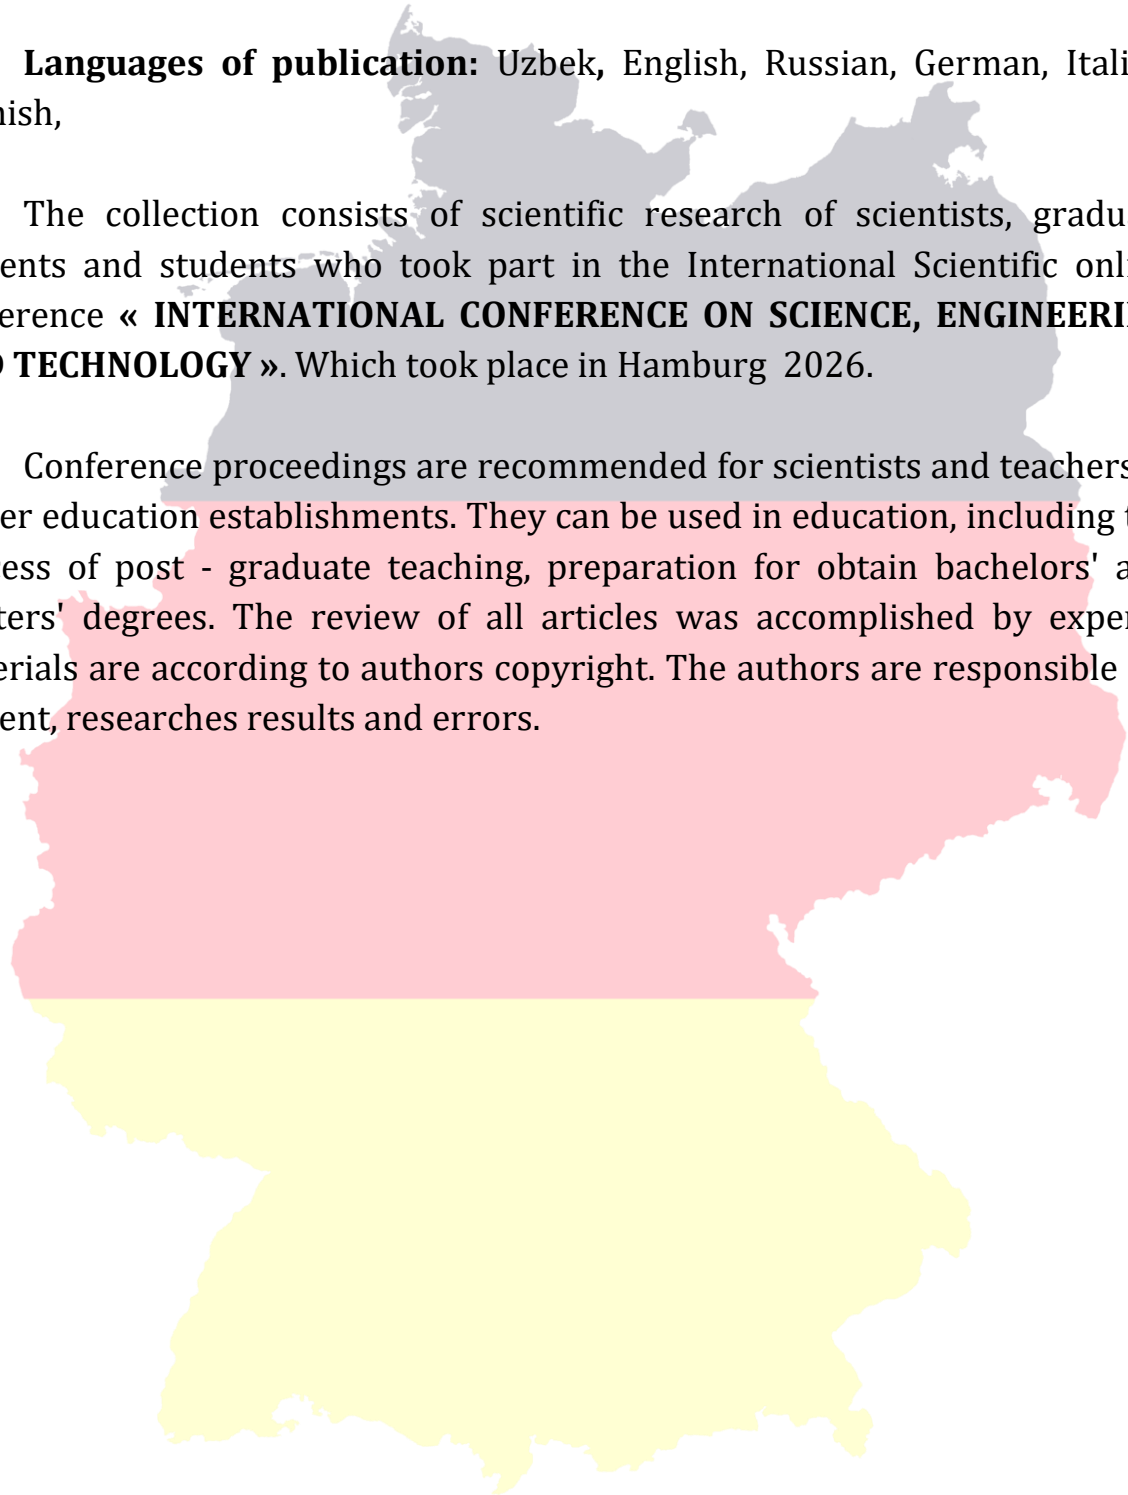 Languages of publication: Uzbek, English, Russian, German, Itali
nish,
The collection consists of scientific research of scientists, gradu
ents and students who took part in the International Scientific onli
erence « INTERNATIONAL CONFERENCE ON SCIENCE, ENGINEERI
TECHNOLOGY ». Which took place in Hamburg 2026.
Conference proceedings are recommended for scientists and teachers
er education establishments. They can be used in education, including t
ess of post - graduate teaching, preparation for obtain bachelors' a
ters' degrees. The review of all articles was accomplished by exper
erials are according to authors copyright. The authors are responsible
ent, researches results and errors.